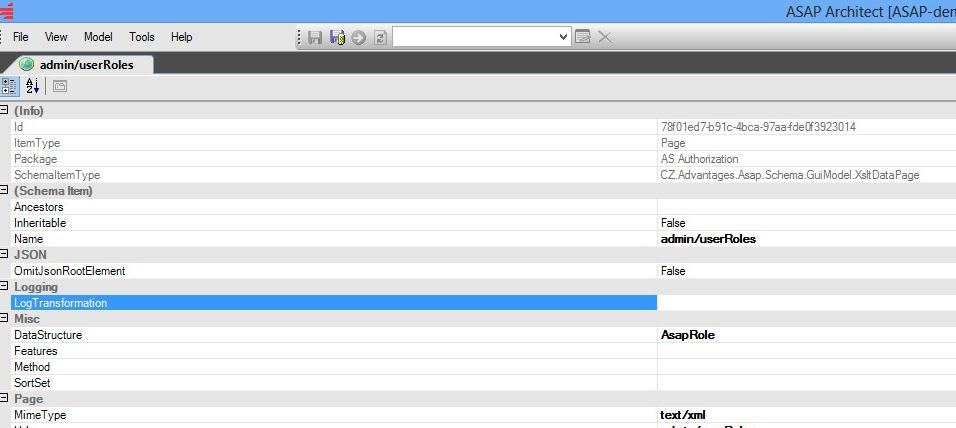 ASAP Architect [ASAP-dem
File View Model Tools Help
admin/userRoles
(Info)
Id 78f01ed7-b91c-4bca-97aa-fde0f3923014
ItemType Page
Package AS Authorization
SchemaItemType CZ.Advantages.Asap.Schema.GuiModel.XsltDataPage
(Schema Item)
Ancestors
Inheritable False
Name admin/userRoles
JSON
OmitJsonRootElement False
Logging
LogTransformation
Misc
DataStructure AsapRole
Features
Method
SortSet
Page
MimeType text/xml